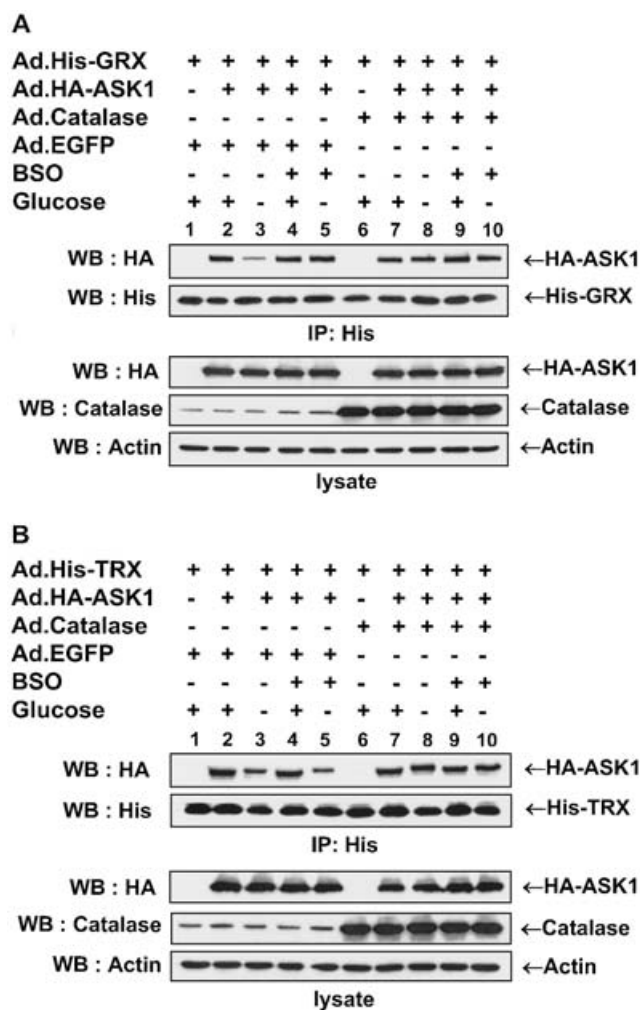 A
Ad.His-GRX + + + + + + + + + +
Ad.HA-ASK1 - + + + + - + + + +
Ad.Catalase - - - - - + + + + +
Ad.EGFP + + + + + - - - - -
BSO - - - + + - - - + +
Glucose + + - + - + + - + -
1 2 3 4 5 6 7 8 9 10
WB : HA ←HA-ASK1
WB : His ←His-GRX
IP: His
WB : HA ←HA-ASK1
WB : Catalase ←Catalase
WB : Actin ←Actin
lysate
B
Ad.His-TRX + + + + + + + + + +
Ad.HA-ASK1 - + + + + - + + + +
Ad.Catalase - - - - - + + + + +
Ad.EGFP + + + + + - - - - -
BSO - - - + + - - - + +
Glucose + + - + - + + - + -
1 2 3 4 5 6 7 8 9 10
WB : HA ←HA-ASK1
WB : His ←His-TRX
IP: His
WB : HA ←HA-ASK1
WB : Catalase ←Catalase
WB : Actin ←Actin
lysate